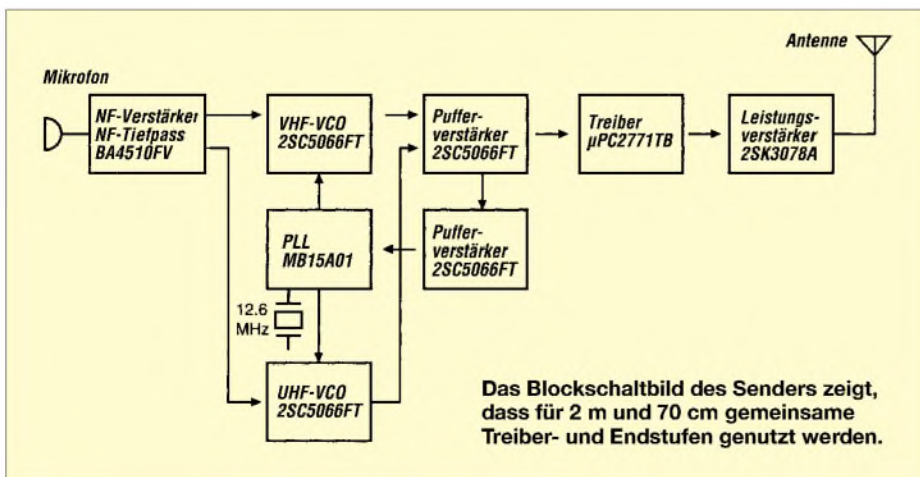 Antenne
Mikrofon
NF-Verstärker
NF-Tiefpass
BA4510FV
VHF-VCO
2SC5066FT
Puffer-
verstärker
2SC5066FT
Treiber
µPC2771TB
Leistungs-
verstärker
2SK3078A
PLL
MB15A01
Puffer-
verstärker
2SC5066FT
12.6
MHz
UHF-VCO
2SC5066FT
Das Blockschaltbild des Senders zeigt,
dass für 2 m und 70 cm gemeinsame
Treiber- und Endstufen genutzt werden.